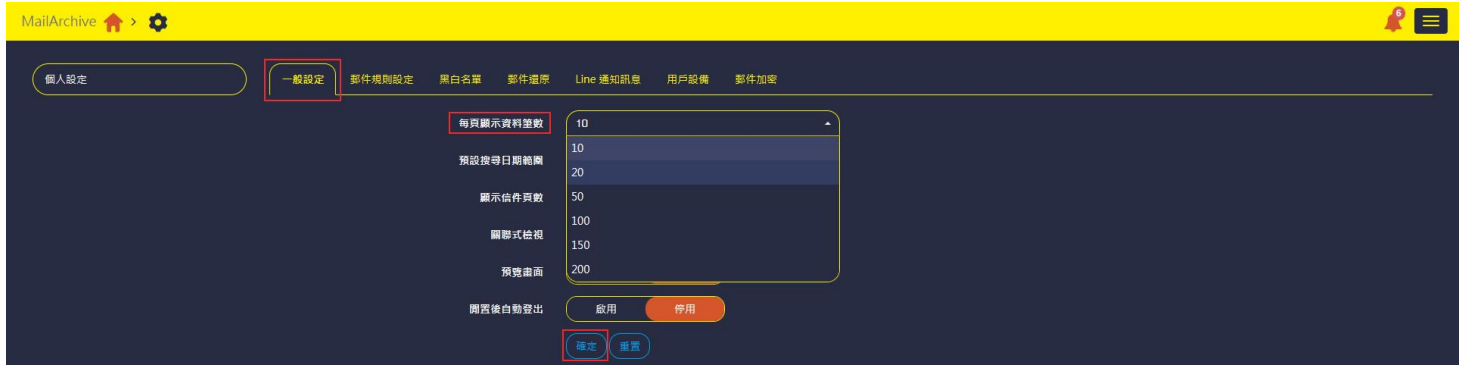 MailArchive
6
個人設定
一般設定 郵件規則設定 黑白名單 郵件還原 Line 通知訊息 用戶設備 郵件加密
每頁顯示資料筆數 10
10
預設搜尋日期範圍
20
顯示信件頁數 50
100
關聯式檢視
150
預覽畫面 200
閒置後自動登出 啟用 停用
確定 重置